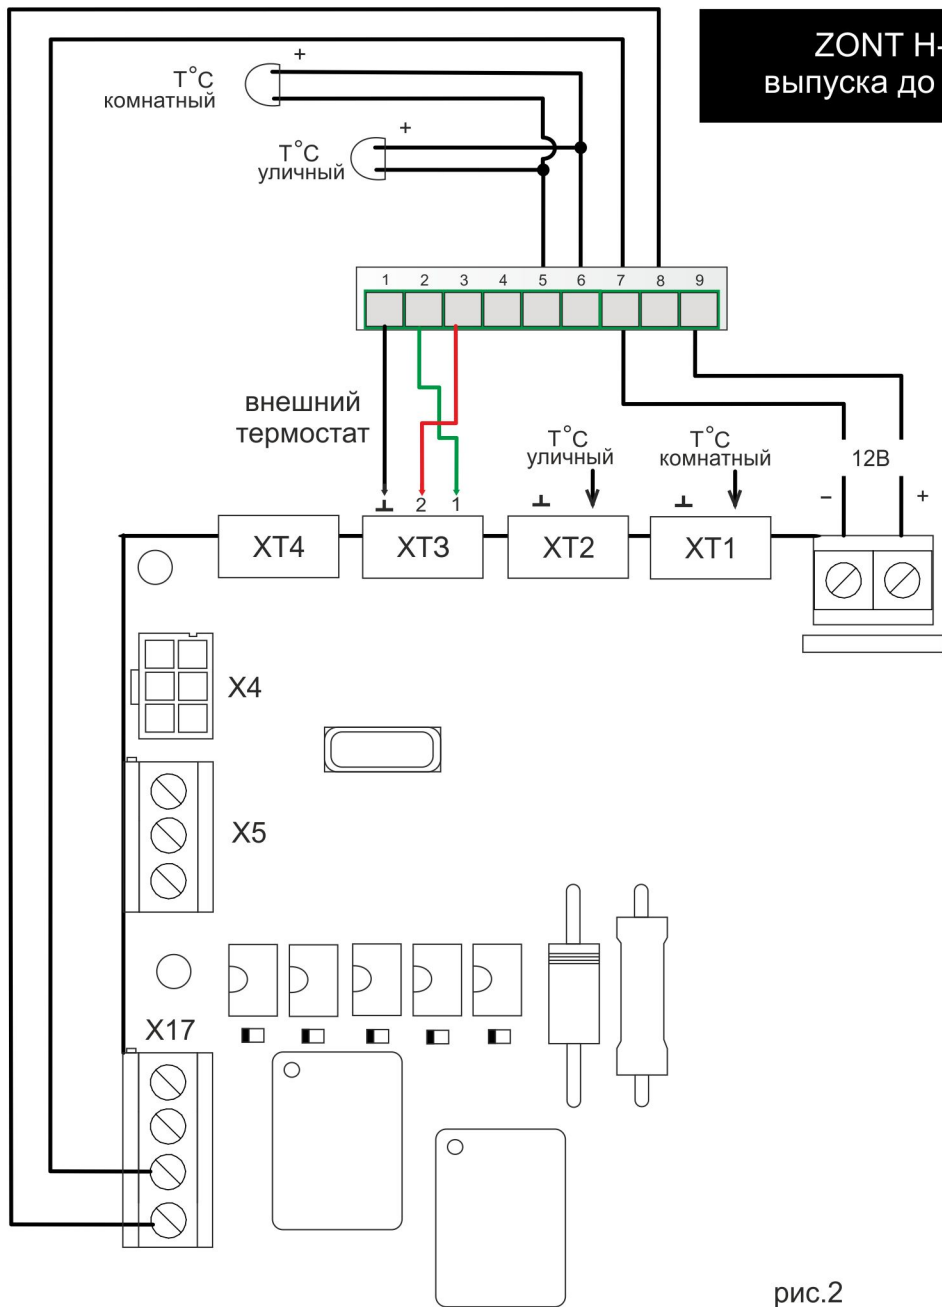 ZONT H-
выпуска до
+
T°C
комнатный
+
T°C
уличный
1 2 3 4 5 6 7 8 9
внешний
термостат
T°C
уличный
T°C
комнатный
12В
– +
2 1
XT4 XT3 XT2 XT1
X4
X5
X17
рис.2